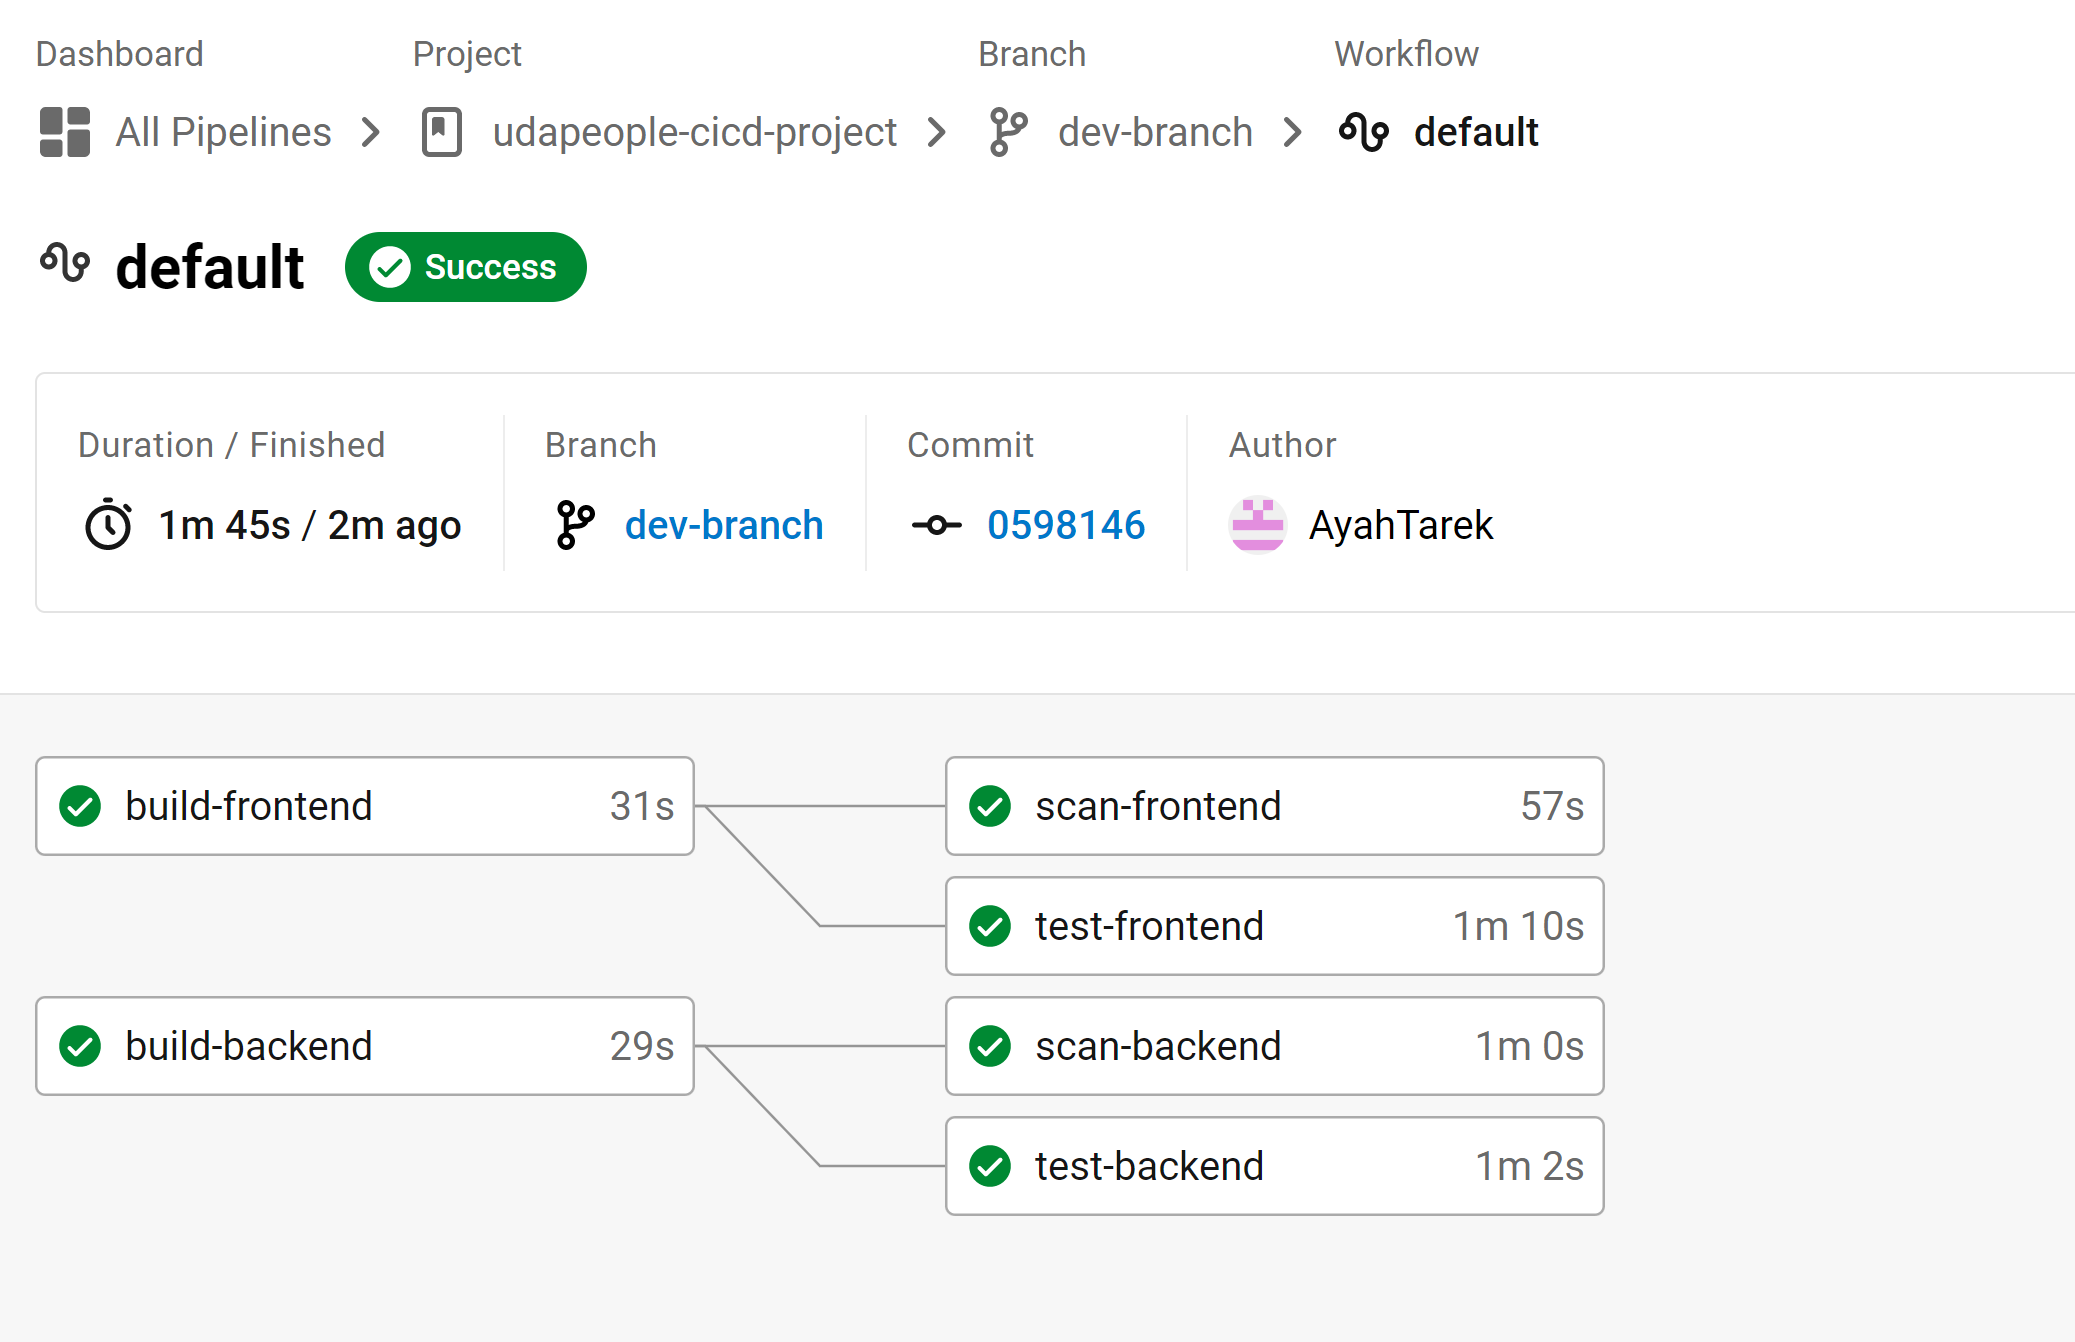 Dashboard Project Branch Workflow
All Pipelines udapeople-cicd-project dev-branch default
default Success
Duration / Finished Branch Commit Author
1m 45s / 2m ago dev-branch 0598146 AyahTarek
build-frontend 31s scan-frontend 57s
test-frontend 1m 10s
build-backend 29s scan-backend 1m 0s
test-backend 1m 2s